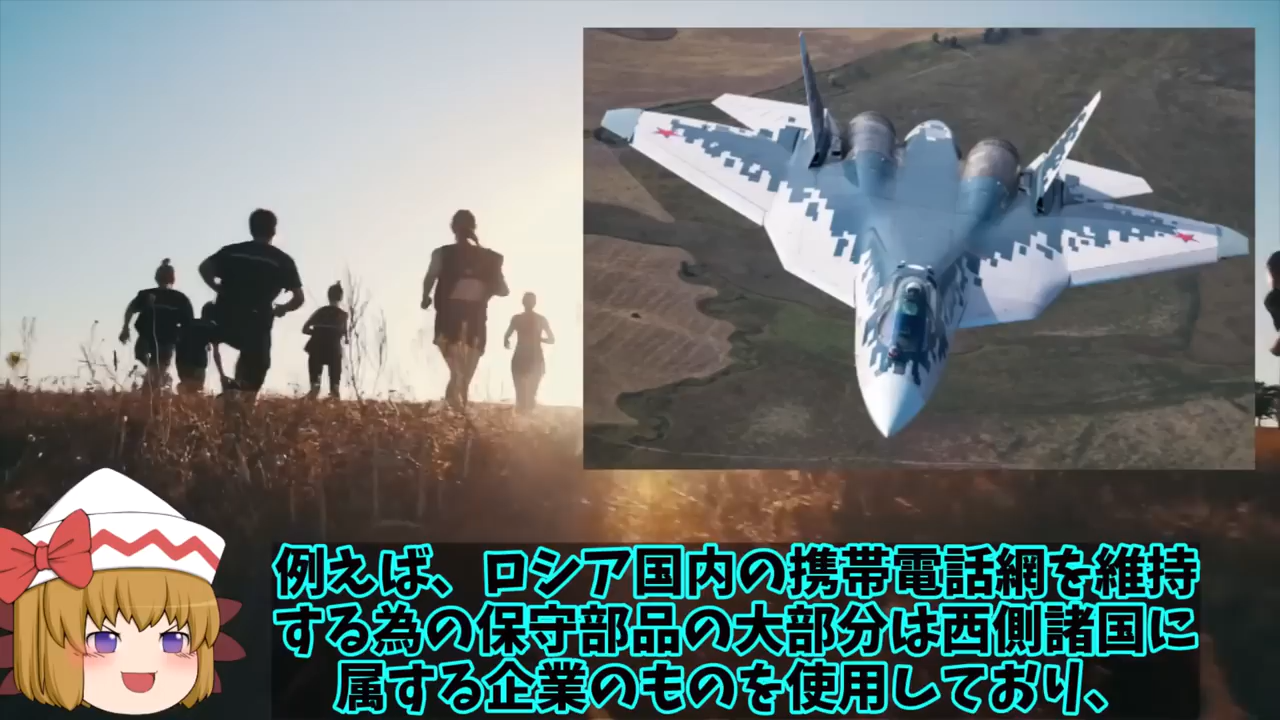 例えば、ロシア国内の携帯電話網を維持
する為の保守部品の大部分は西側諸国に
属する企業のものを使用しており、